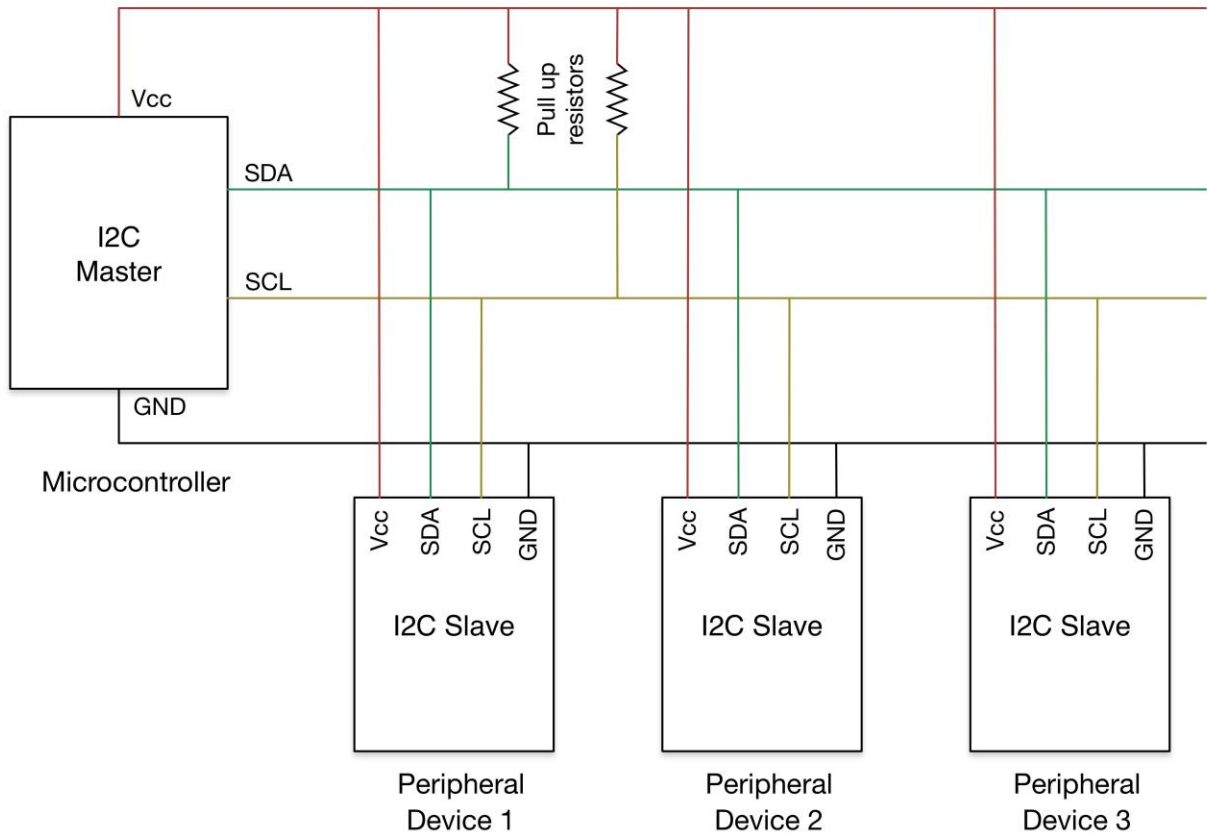 Vcc
Pull up
resistors
SDA
I2C
Master
SCL
GND
Microcontroller
Vcc
SDA
SCL
GND
I2C Slave
Peripheral
Device 1
Vcc
SDA
SCL
GND
I2C Slave
Peripheral
Device 2
Vcc
SDA
SCL
GND
I2C Slave
Peripheral
Device 3